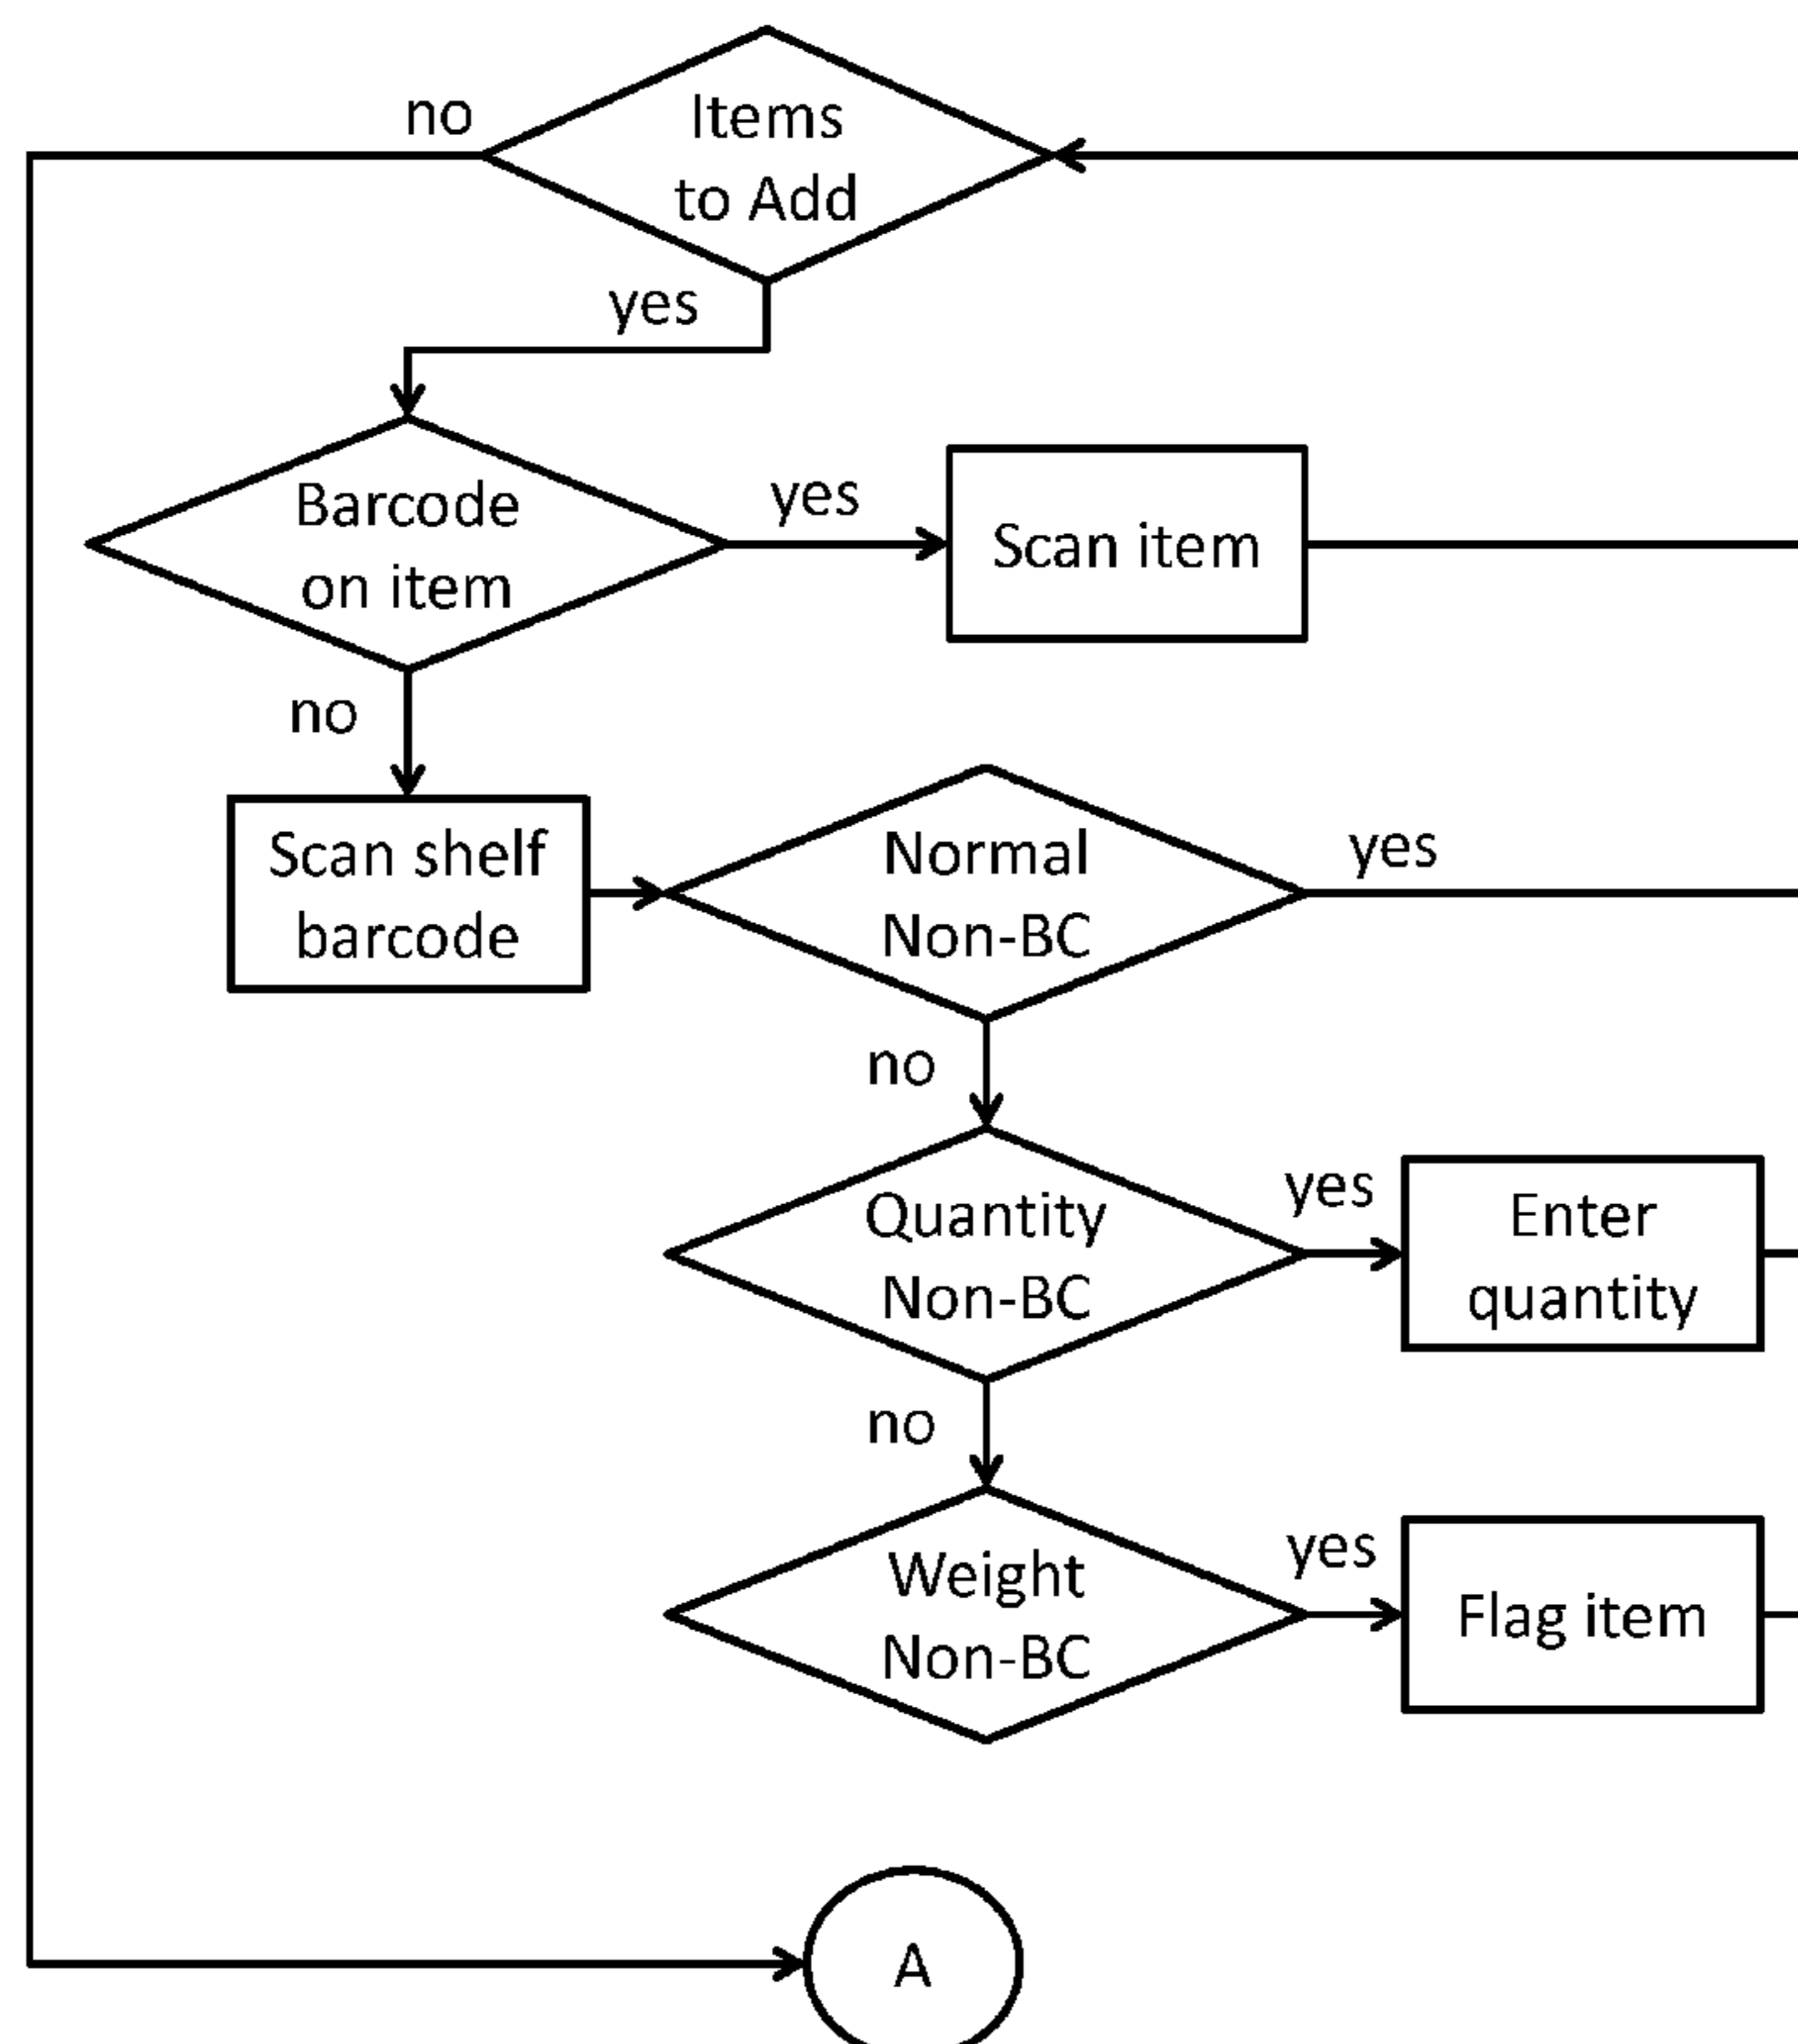 no
Items
to Add
yes
Barcode
on item
yes
Scan item
no
Scan shelf
barcode
Normal
Non-BC
yes
no
Quantity
Non-BC
yes
Enter
quantity
no
Weight
Non-BC
yes
Flag item
A